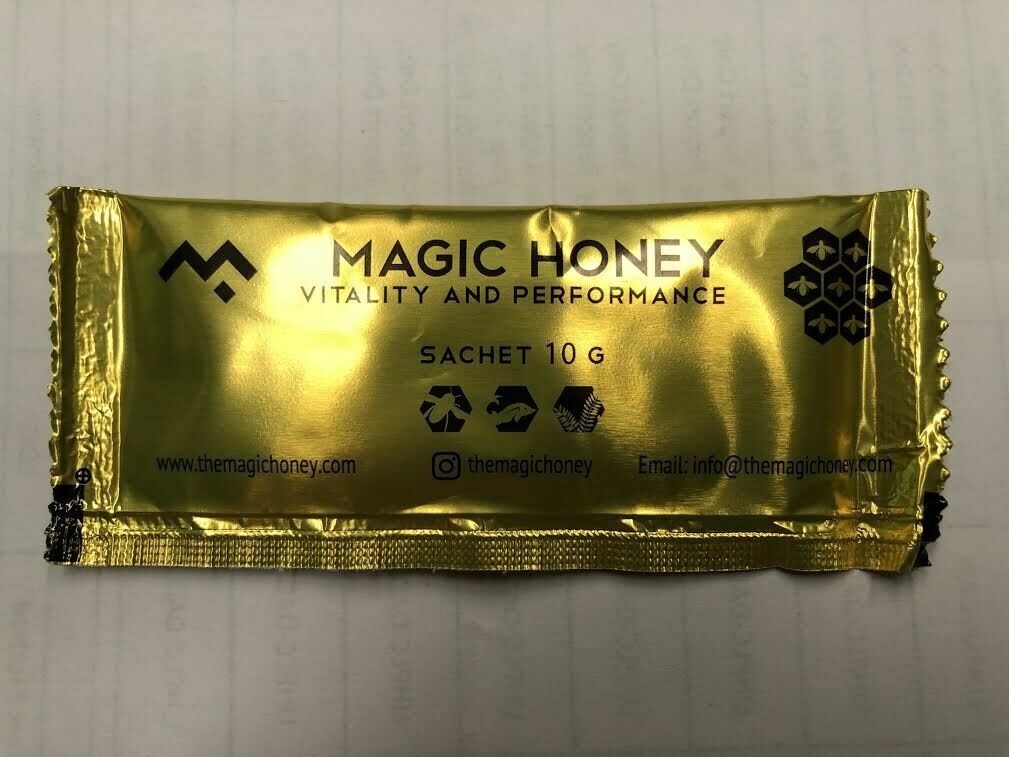 MAGIC HONEY
VITALITY AND PERFORMANCE
SACHET 10 G
www.themagichoney.com themagichoney Email: info@themagichoney.com